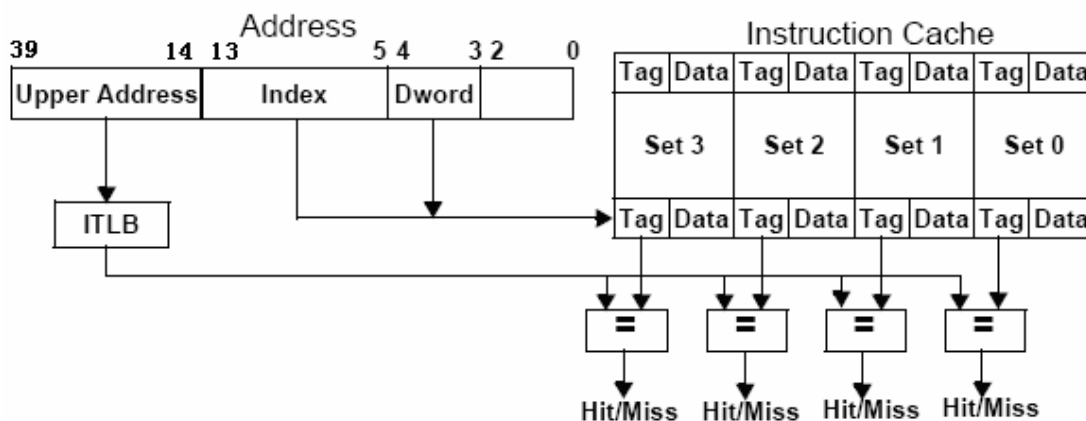 Address
Instruction Cache
39 14 13 5 4 3 2 0
Tag Data Tag Data Tag Data Tag Data
Upper Address Index Dword
Set 3 Set 2 Set 1 Set 0
ITLB
Tag Data Tag Data Tag Data Tag Data
= = = =
Hit/Miss Hit/Miss Hit/Miss Hit/Miss